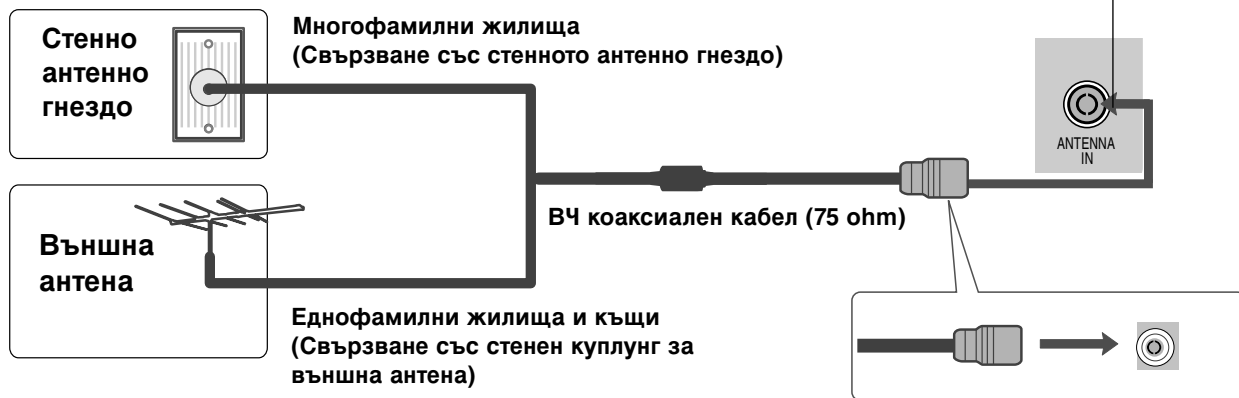 Стенно
антенно
гнездо
Многофамилни жилища
(Свързване със стенното антенно гнездо)
ANTENNA
IN
ВЧ коаксиален кабел (75 ohm)
Външна
антена
Еднофамилни жилища и къщи
(Свързване със стенен куплунг за
външна антена)